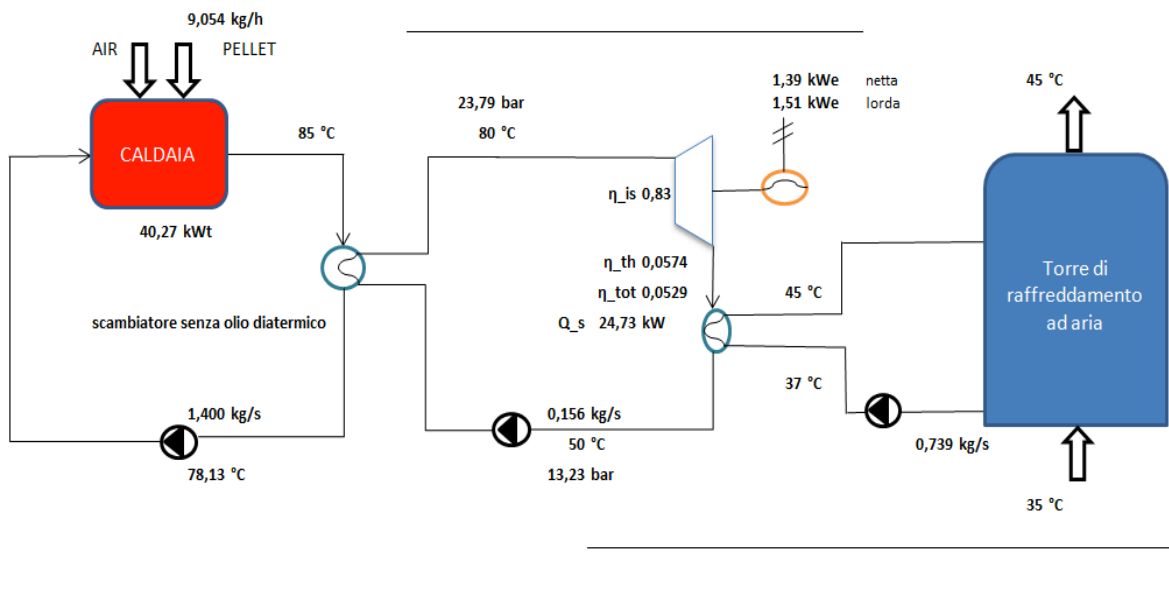 9,054 kg/h
AIR
PELLET
CALDAIA
40,27 kWt
85 °C
scambiatore senza olio diatermico
1,400 kg/s
78,13 °C
23,79 bar
80 °C
η_is 0,83
1,39 kWe netta
1,51 kWe lorda
η_th 0,0574
η_tot 0,0529
Q_s 24,73 kW
0,156 kg/s
50 °C
13,23 bar
45 °C
37 °C
0,739 kg/s
45 °C
Torre di
raffreddamento
ad aria
35 °C